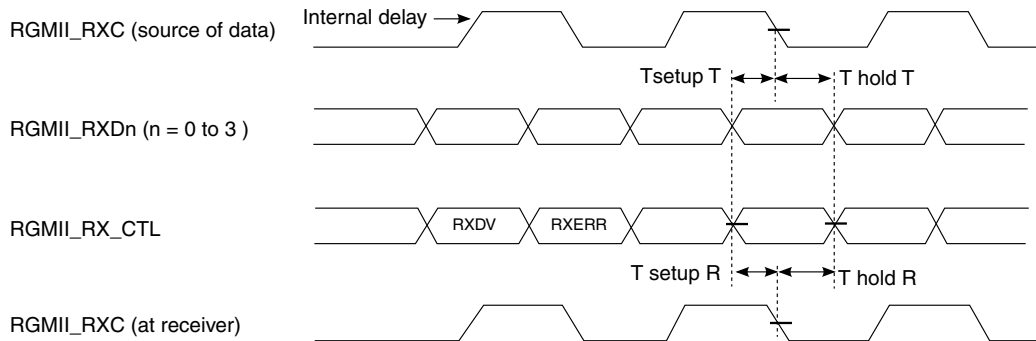 Internal delay
RGMII_RXC (source of data)
Tsetup T
T hold T
RGMII_RXDn (n = 0 to 3 )
RGMII_RX_CTL
RXDV
RXERR
T setup R
T hold R
RGMII_RXC (at receiver)